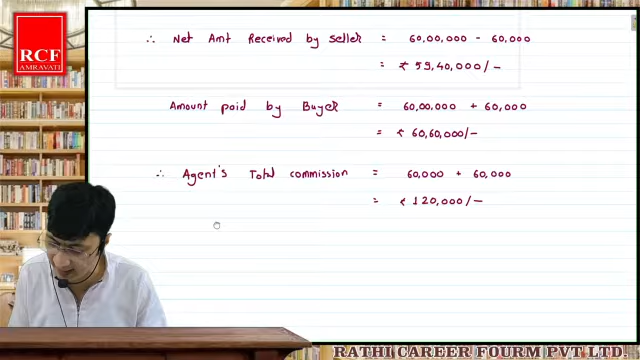 RCF
AMRAVATI
∴ Net Amt Received by seller = 60,00,000 - 60,000
= ₹ 59,40,000/-
Amount paid by Buyer = 60,00,000 + 60,000
= ₹ 60,60,000/-
∴ Agent's Total commission = 60,000 + 60,000
= ₹ 120,000/-
RATHI CAREER FOURM PVT LTD.